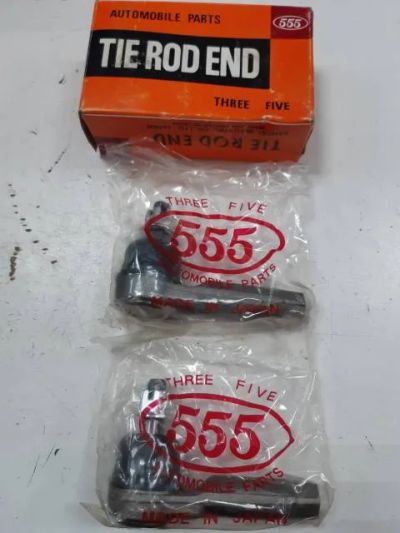 AUTOMOBILE PARTS
555
TIE ROD END
THREE FIVE
TIE ROD END
THREE FIVE
555
AUTOMOBILE PARTS
MADE IN JAPAN
THREE FIVE
555
AUTOMOBILE PARTS
MADE IN JAPAN